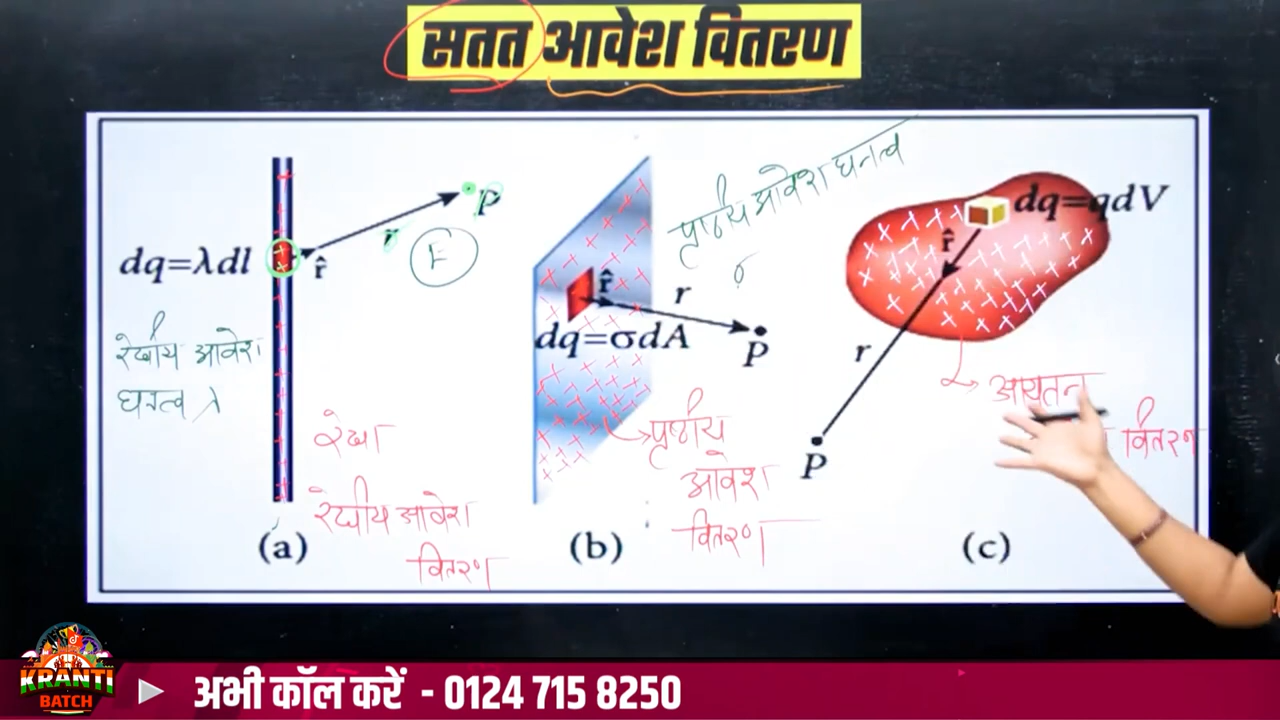 सतत आवेश वितरण
dq=λdl
r̂
r
P
E
रेखीय आवेश
घनत्व λ
रेखा
रेखीय आवेश
वितरण
(a)
पृष्ठीय आवेश घनत्व
σ
r̂
r
dq=σdA
P
पृष्ठीय
आवेश
वितरण
(b)
dq=qdV
r̂
r
P
आयतन
वितरण
(c)
KRANTI
BATCH
अभी कॉल करें - 0124 715 8250